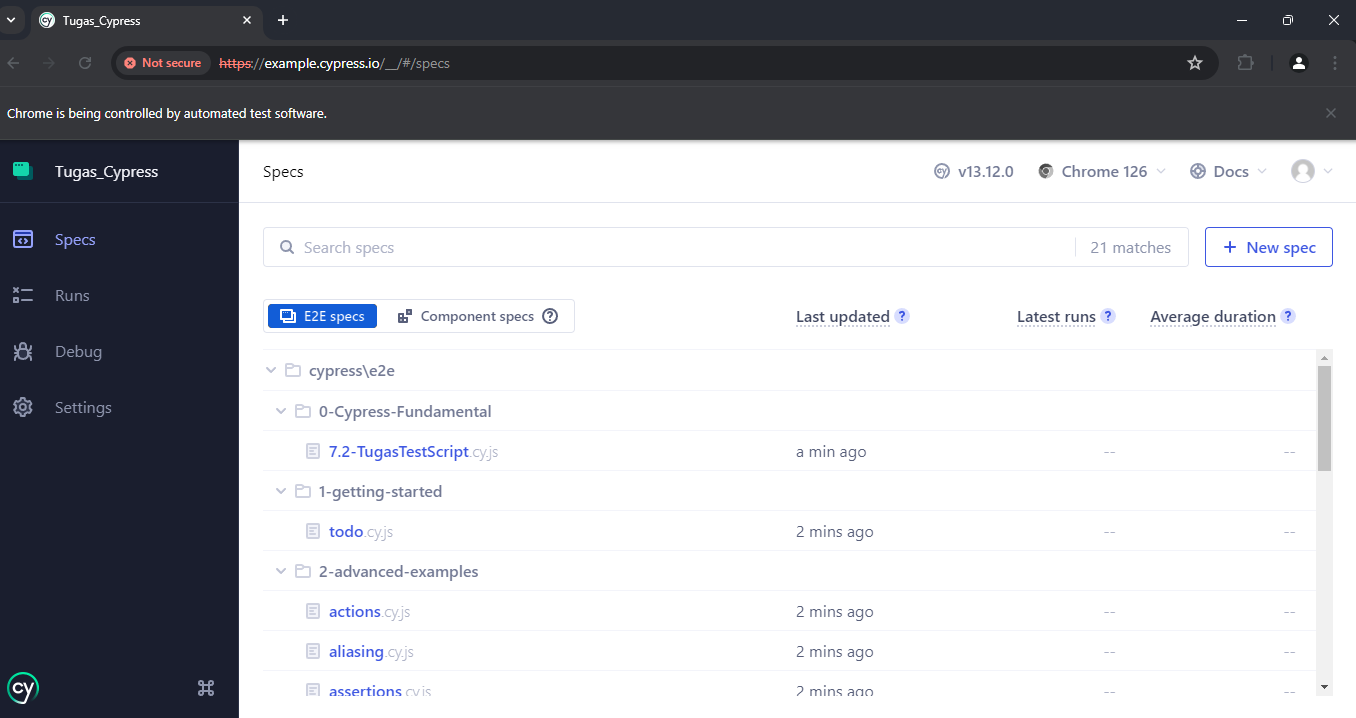 Tugas_Cypress
Not secure https://example.cypress.io/__/#/specs
Chrome is being controlled by automated test software.
Tugas_Cypress
Specs
Runs
Debug
Settings
cy
Specs
v13.12.0 Chrome 126 Docs
Search specs 21 matches New spec
E2E specs Component specs Last updated ? Latest runs ? Average duration ?
cypress\e2e
0-Cypress-Fundamental
7.2-TugasTestScript.cy.js a min ago -- --
1-getting-started
todo.cy.js 2 mins ago -- --
2-advanced-examples
actions.cy.js 2 mins ago -- --
aliasing.cy.js 2 mins ago -- --
assertions.cy.js 2 mins ago -- --